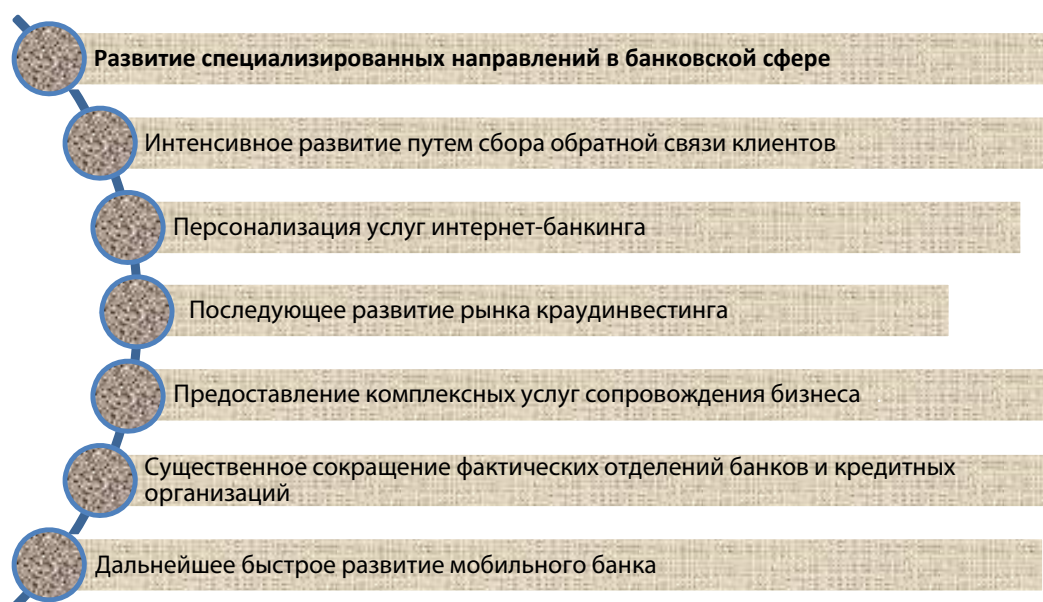 Развитие специализированных направлений в банковской сфере
Интенсивное развитие путем сбора обратной связи клиентов
Персонализация услуг интернет-банкинга
Последующее развитие рынка краудинвестинга
Предоставление комплексных услуг сопровождения бизнеса
Существенное сокращение фактических отделений банков и кредитных
организаций
Дальнейшее быстрое развитие мобильного банка